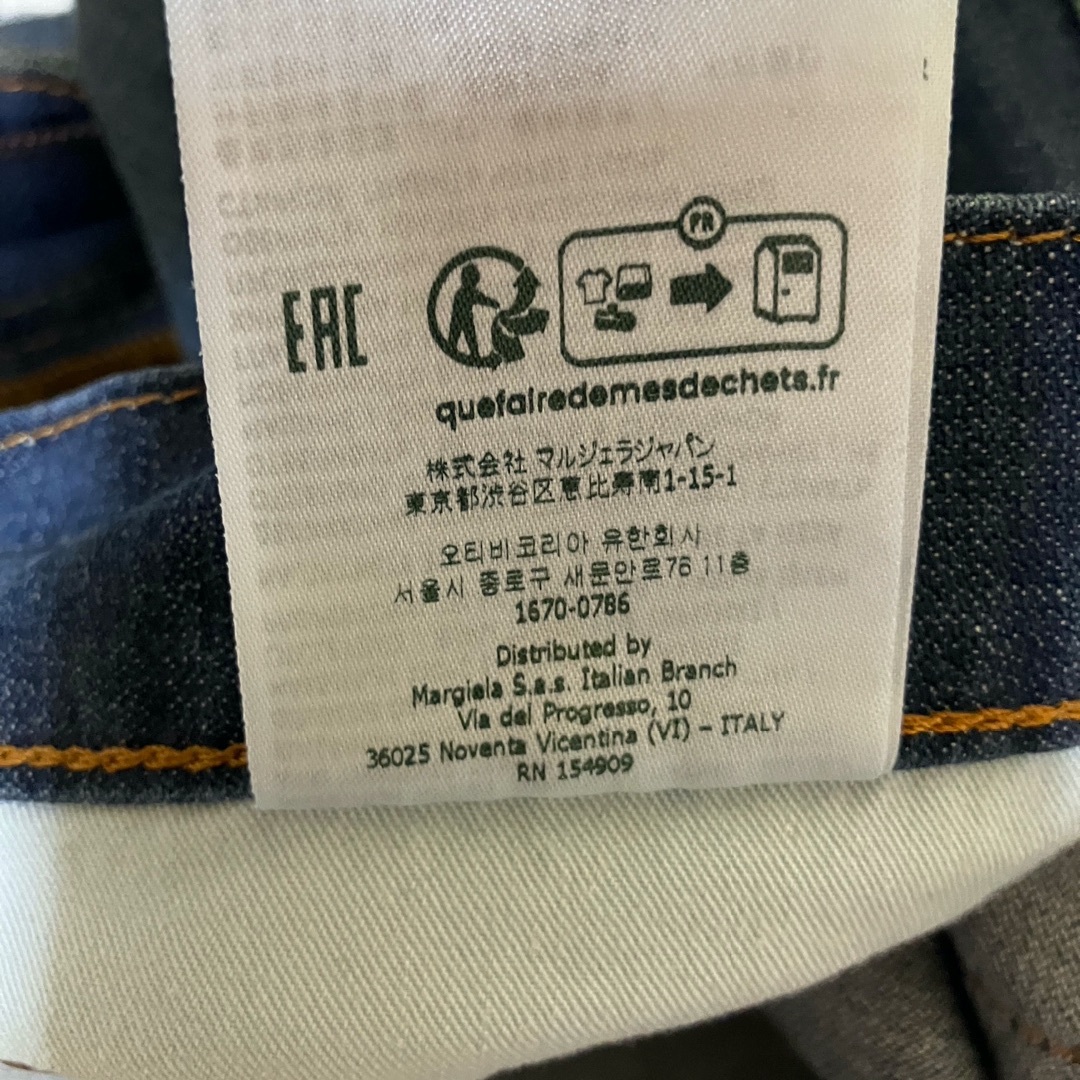 FR
EAC
quefairedemesdechets.fr
株式会社 マルジェラジャパン
東京都渋谷区恵比寿南1-15-1
오티비코리아 유한회사
서울시 종로구 새문안로76 11층
1670-0786
Distributed by
Margiela S.a.s. Italian Branch
Via del Progresso, 10
36025 Noventa Vicentina (VI) – ITALY
RN 154909